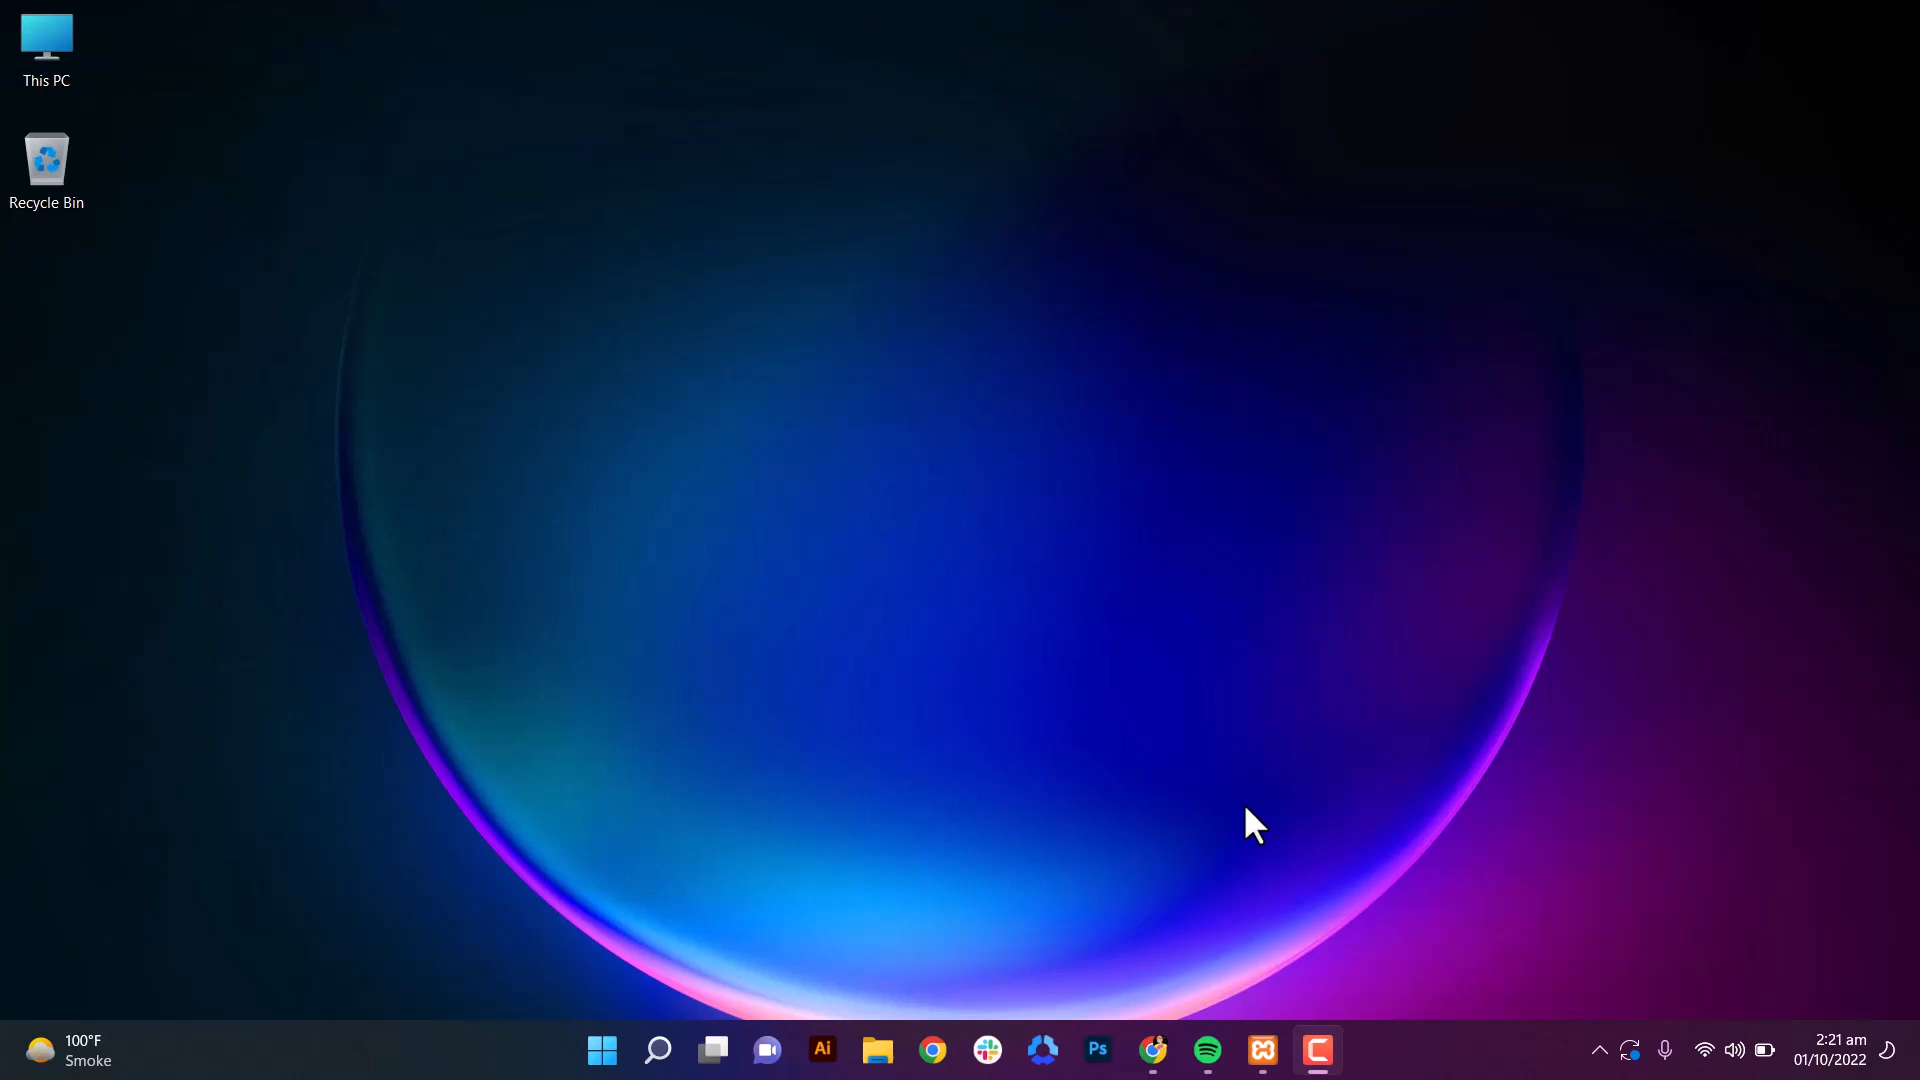 This PC
Recycle Bin
100°F
Smoke
Ai
Ps
2:21 am
01/10/2022